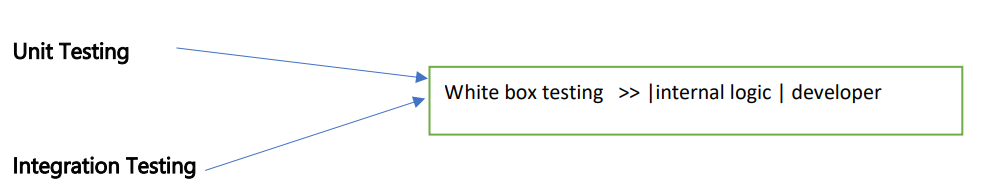 Unit Testing
White box testing >> |internal logic | developer
Integration Testing